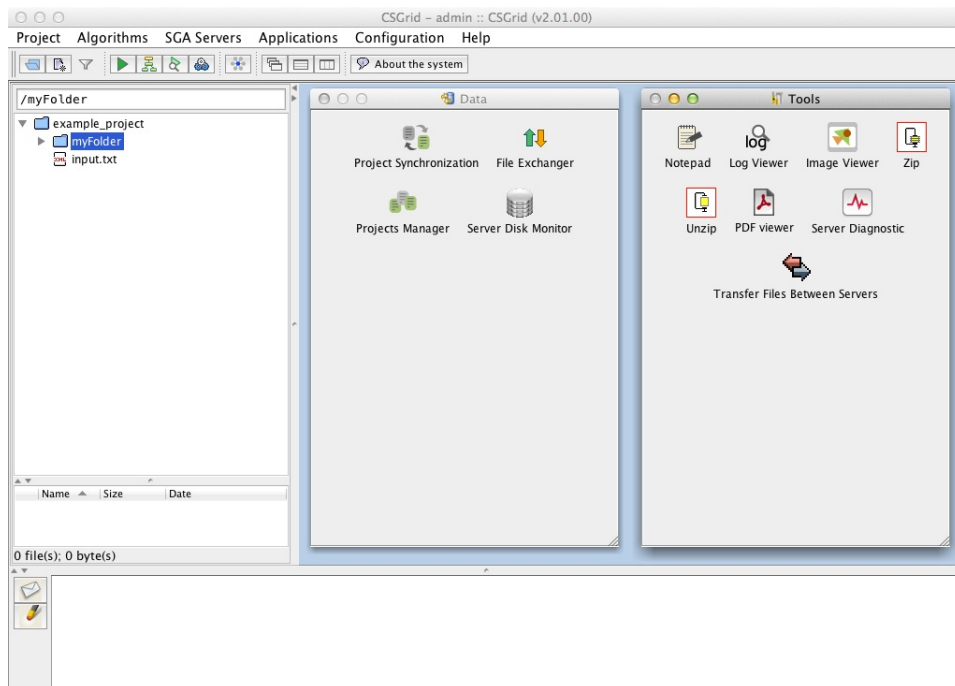 CSGrid – admin :: CSGrid (v2.01.00)
Project Algorithms SGA Servers Applications Configuration Help
About the system
/myFolder
example_project
myFolder
input.txt
Name Size Date
0 file(s); 0 byte(s)
Data
Project Synchronization File Exchanger
Projects Manager Server Disk Monitor
Tools
log
Notepad Log Viewer Image Viewer Zip
Unzip PDF viewer Server Diagnostic
Transfer Files Between Servers